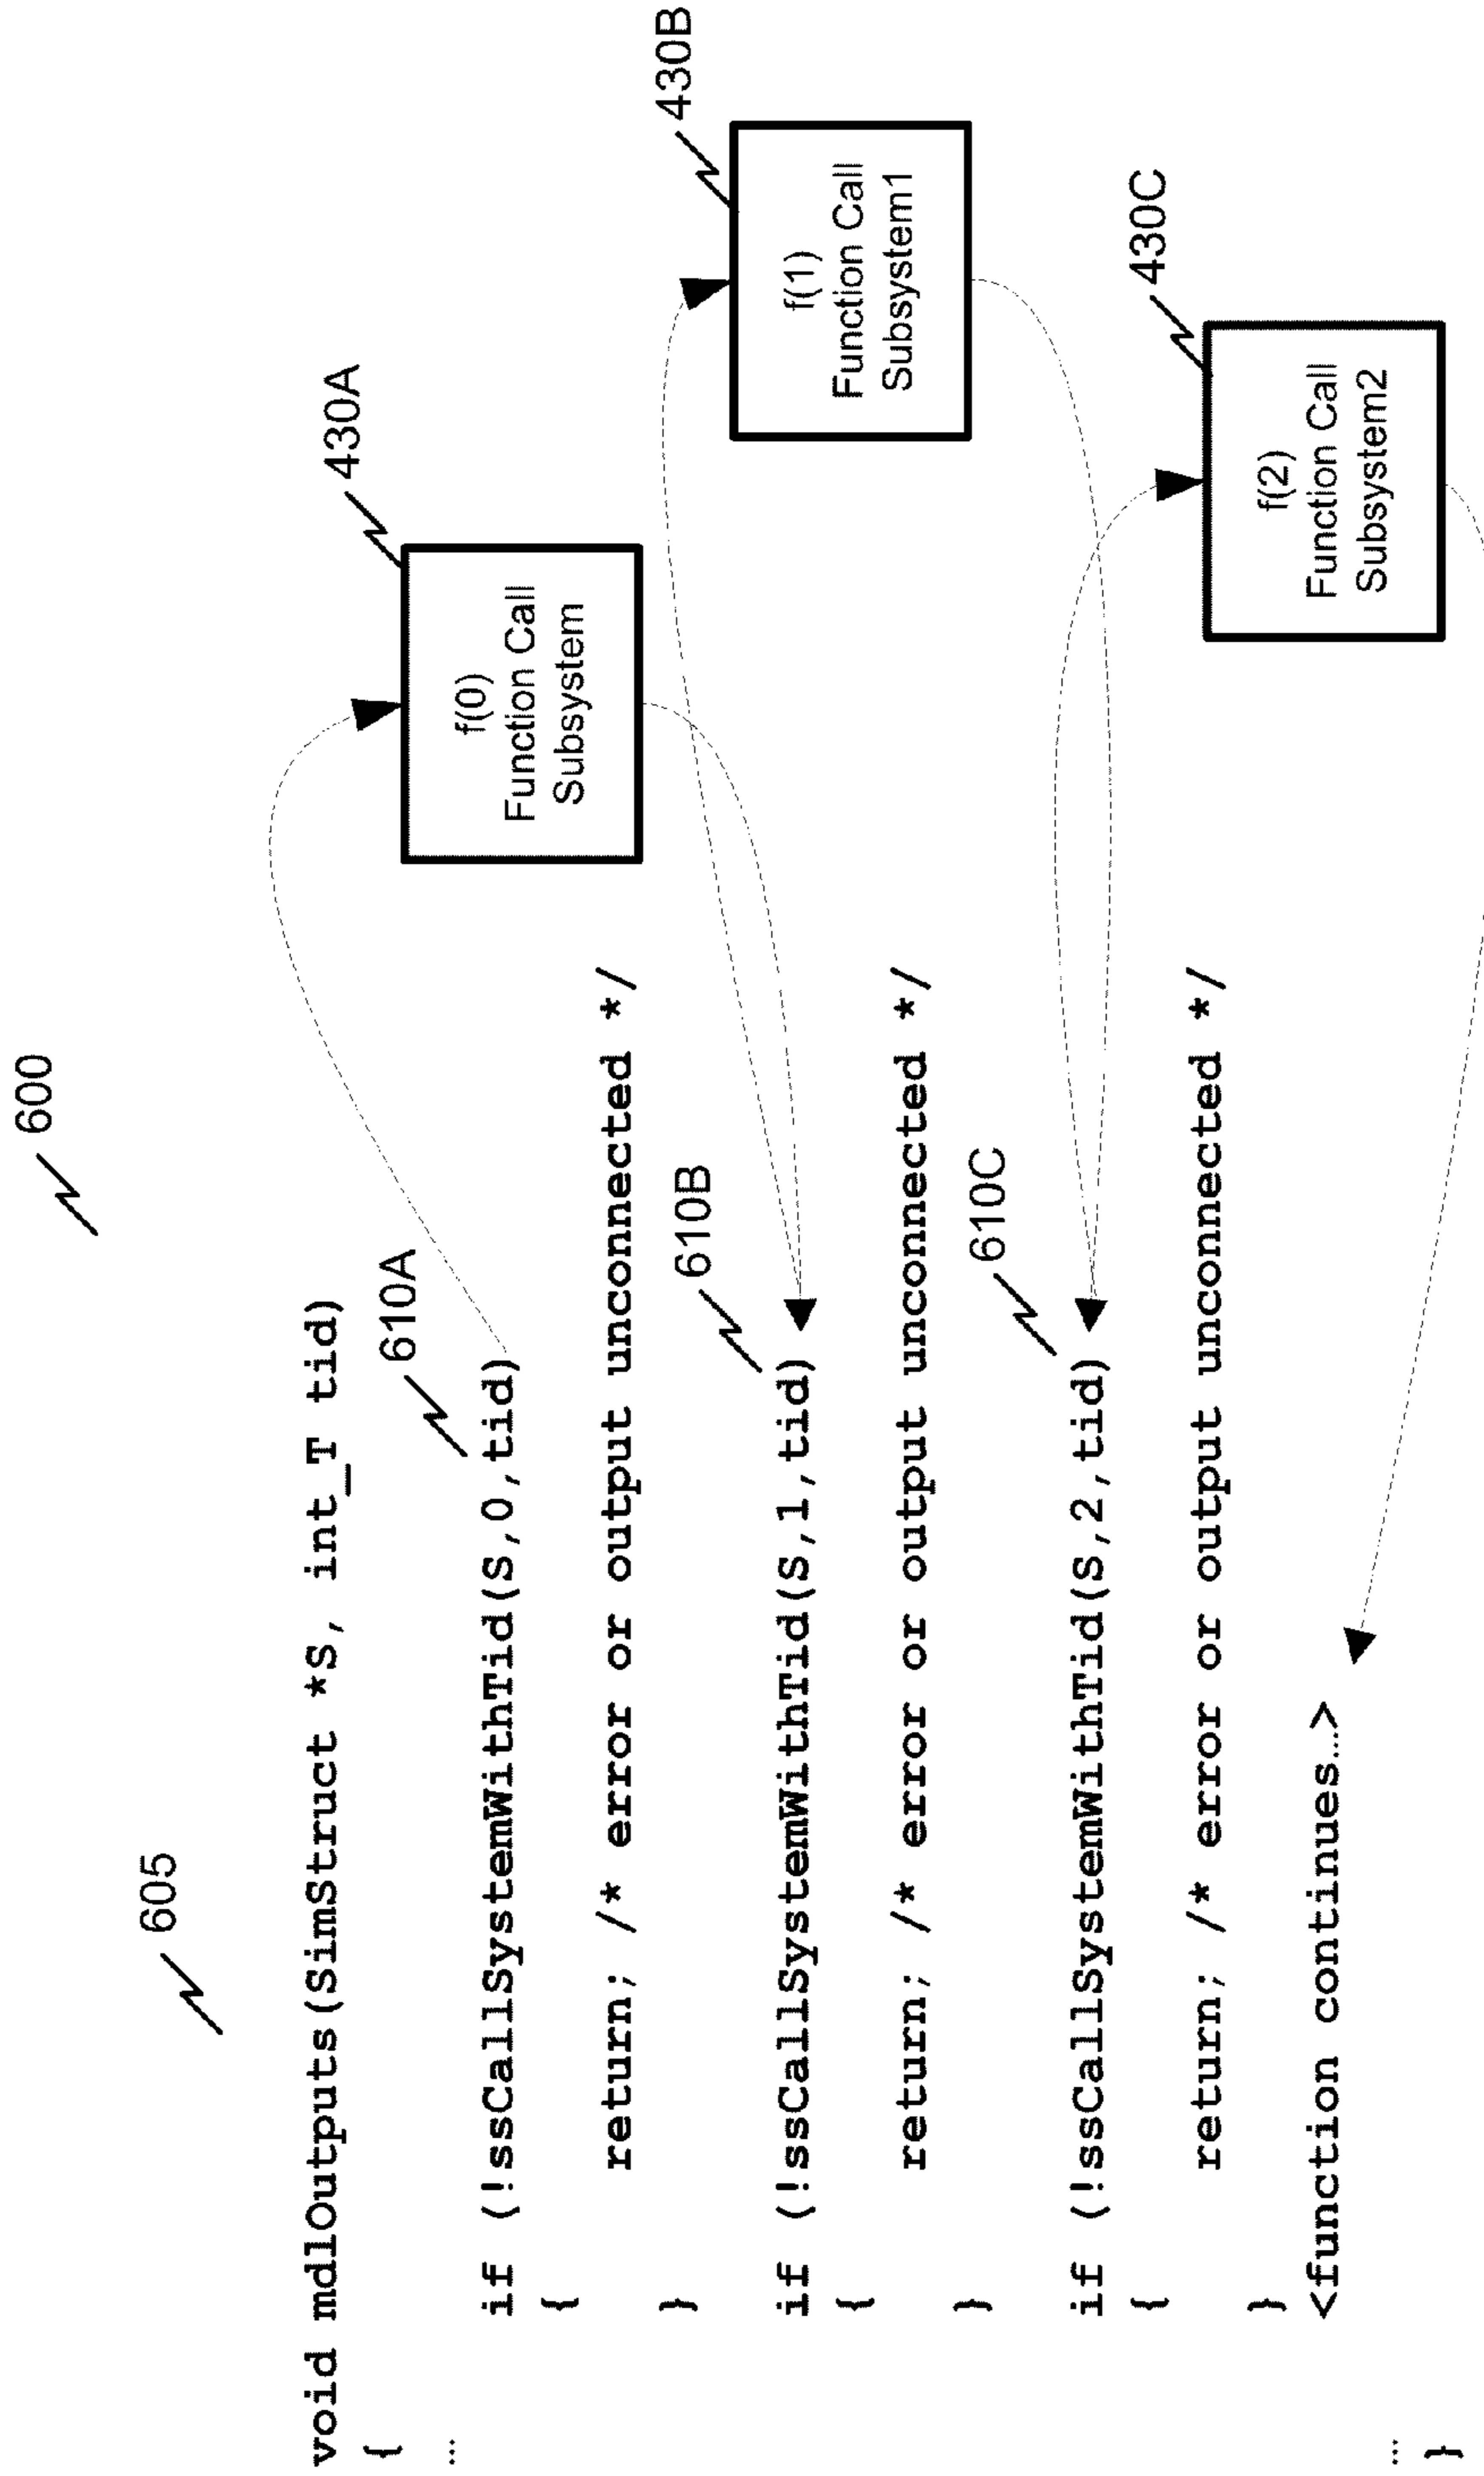 600
605
void mdlOutputs(SimStruct *S, int_T tid)
{
...
610A
if (!ssCallSystemWithTid(S,0,tid)
{
return; /* error or output unconnected */
}
610B
if (!ssCallSystemWithTid(S,1,tid)
{
return; /* error or output unconnected */
}
610C
if (!ssCallSystemWithTid(S,2,tid)
{
return; /* error or output unconnected */
}
<function continues...>
...
}
430A
f(0)
Function Call
Subsystem
430B
f(1)
Function Call
Subsystem1
430C
f(2)
Function Call
Subsystem2